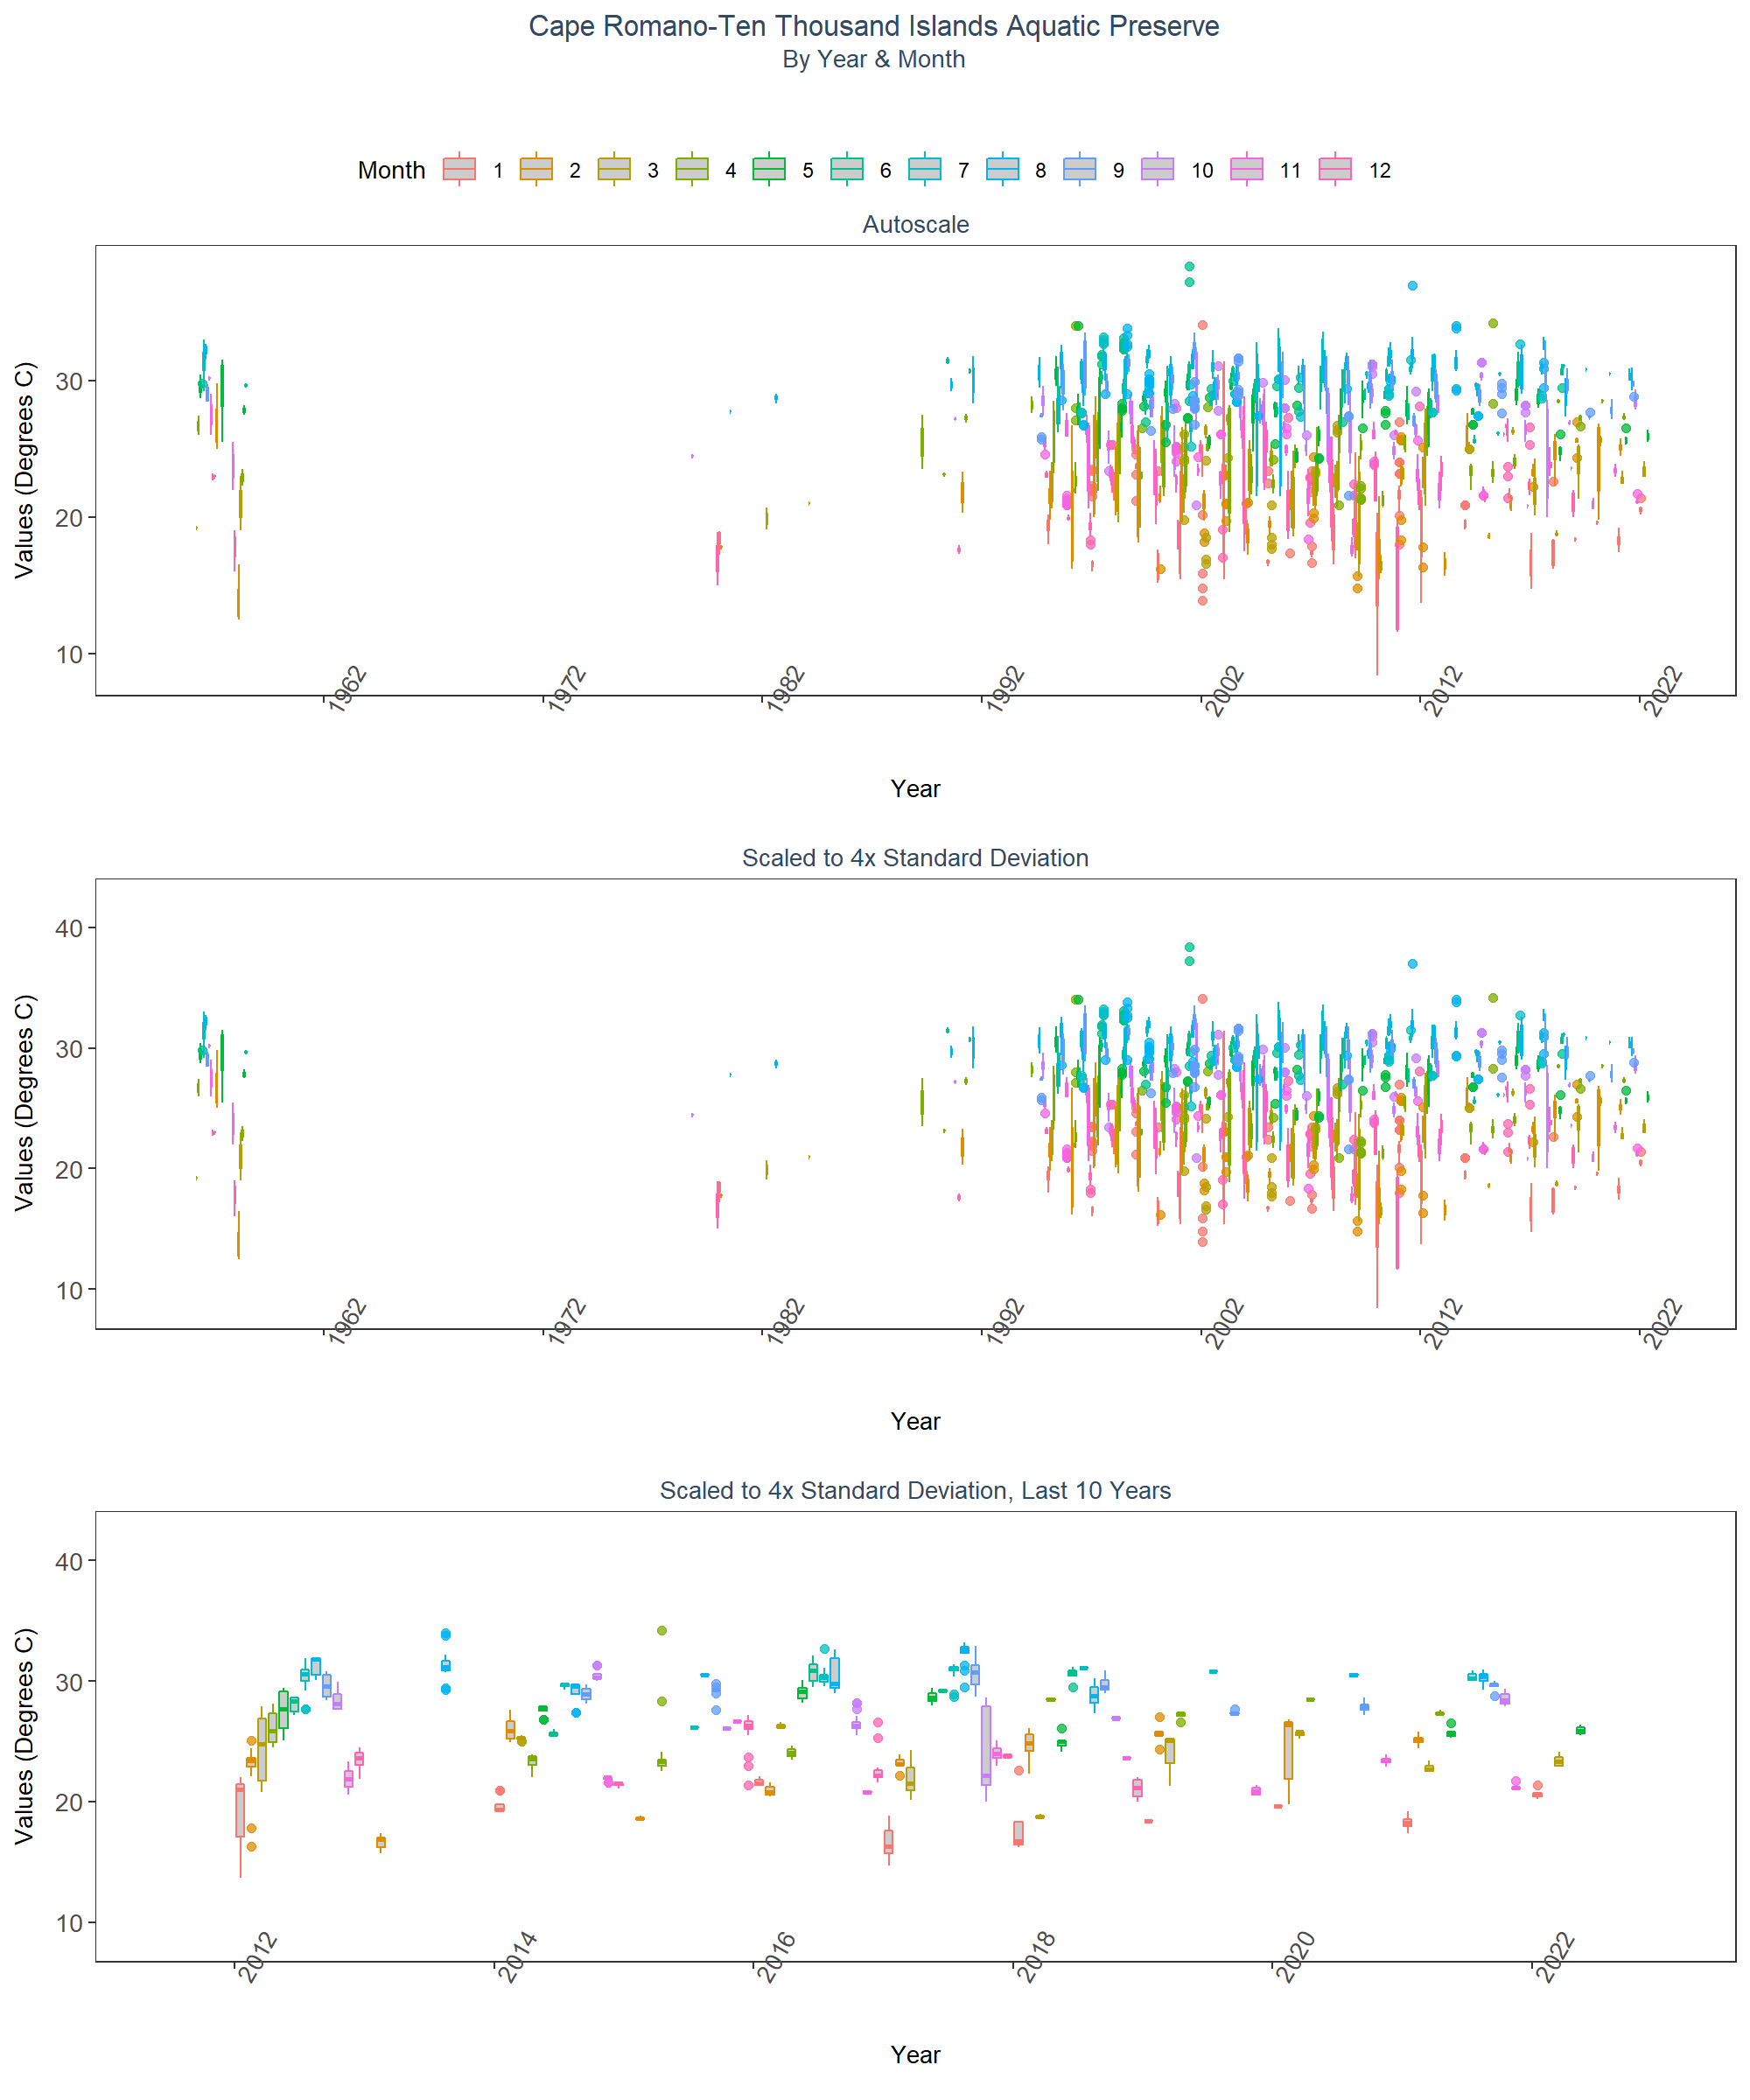 Cape Romano-Ten Thousand Islands Aquatic Preserve
By Year & Month
Month 1 2 3 4 5 6 7 8 9 10 11 12
Autoscale
Values (Degrees C)
30
20
10
1962 1972 1982 1992 2002 2012 2022
Year
Scaled to 4x Standard Deviation
Values (Degrees C)
40
30
20
10
1962 1972 1982 1992 2002 2012 2022
Year
Scaled to 4x Standard Deviation, Last 10 Years
Values (Degrees C)
40
30
20
10
2012 2014 2016 2018 2020 2022
Year